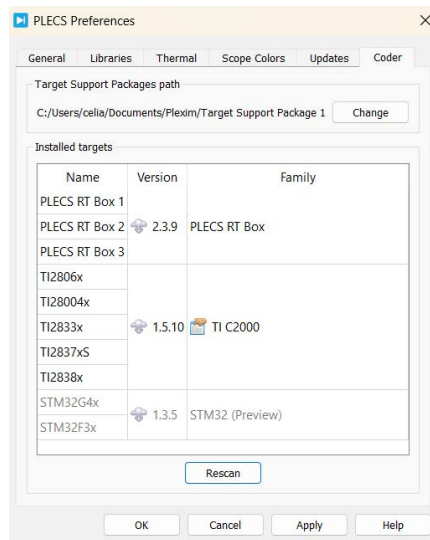 PLECS Preferences
General Libraries Thermal Scope Colors Updates Coder
Target Support Packages path
C:/Users/celia/Documents/Plexim/Target Support Package 1 Change
Installed targets
Name Version Family
PLECS RT Box 1
PLECS RT Box 2 2.3.9 PLECS RT Box
PLECS RT Box 3
TI2806x
TI28004x
TI2833x 1.5.10 TI C2000
TI2837xS
TI2838x
STM32G4x
1.3.5 STM32 (Preview)
STM32F3x
Rescan
OK Cancel Apply Help